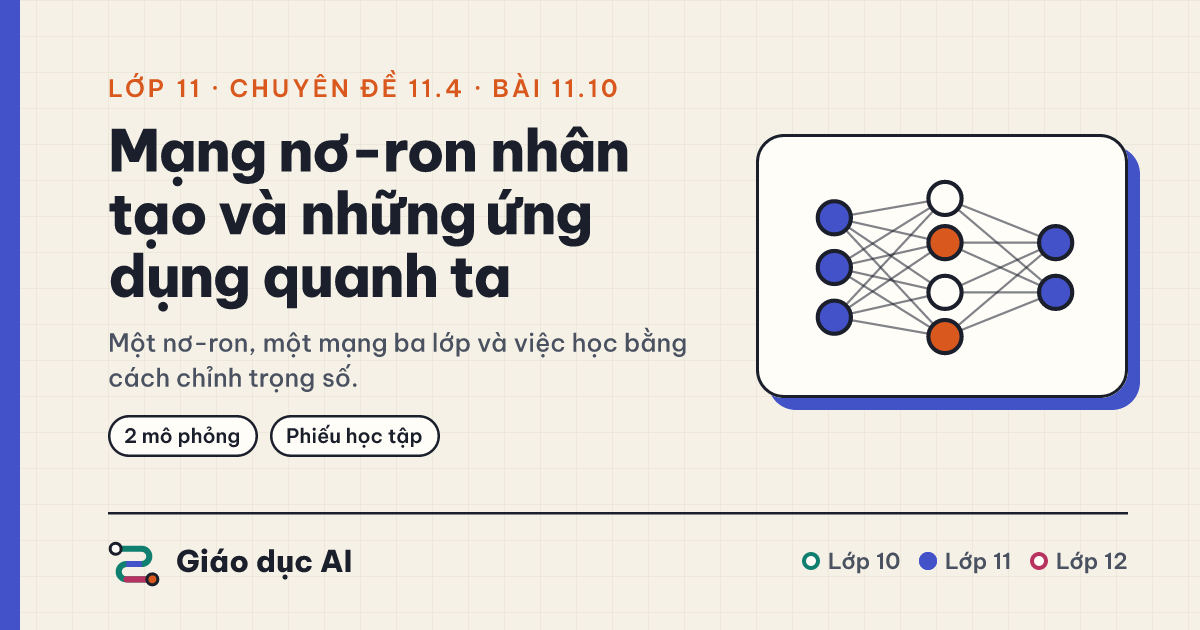 LỚP 11 · CHUYÊN ĐỀ 11.4 · BÀI 11.10
Mạng nơ-ron nhân
tạo và những ứng
dụng quanh ta
Một nơ-ron, một mạng ba lớp và việc học bằng
cách chỉnh trọng số.
2 mô phỏng
Phiếu học tập
Giáo dục AI
Lớp 10
Lớp 11
Lớp 12